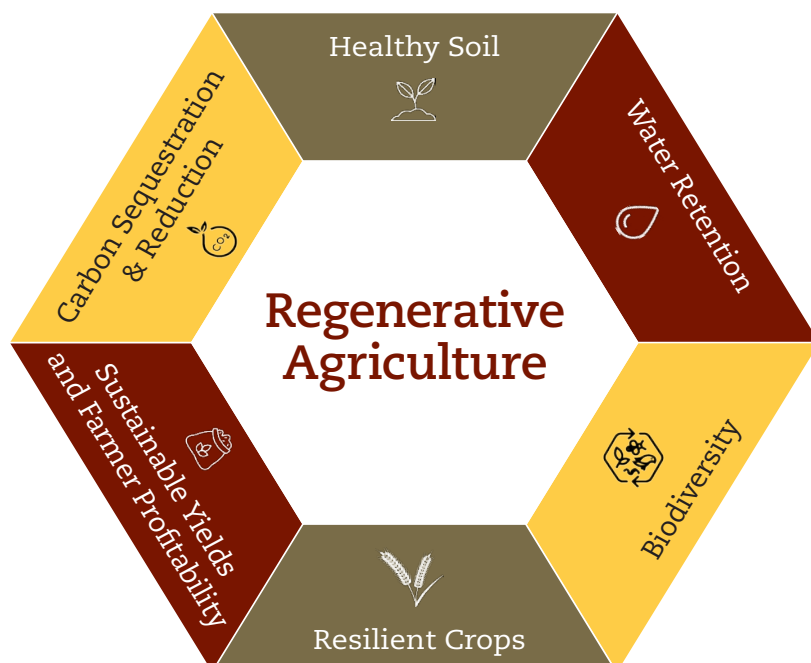 Healthy Soil
Water Retention
Biodiversity
Resilient Crops
Sustainable Yields
and Farmer Profitability
Carbon Sequestration
& Reduction
CO2
Regenerative
Agriculture